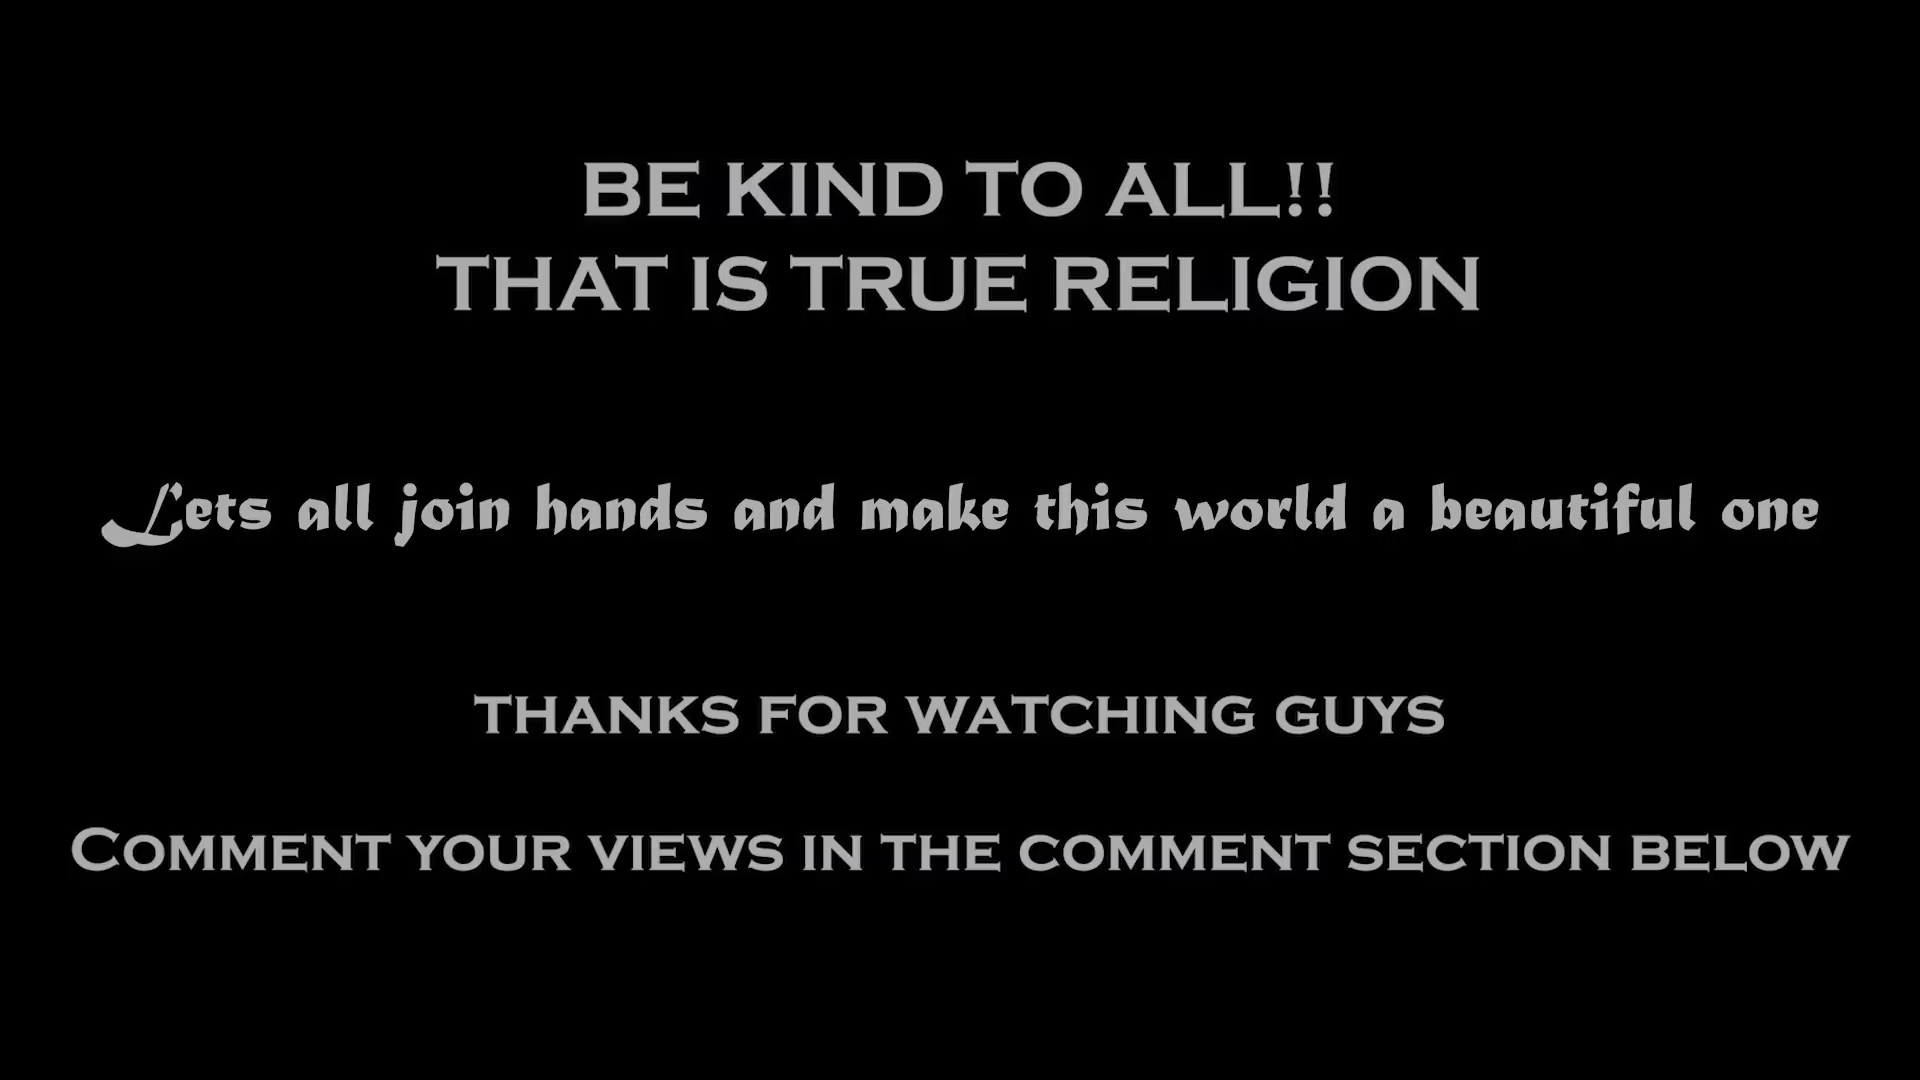 BE KIND TO ALL!!
THAT IS TRUE RELIGION
Lets all join hands and make this world a beautiful one
THANKS FOR WATCHING GUYS
COMMENT YOUR VIEWS IN THE COMMENT SECTION BELOW